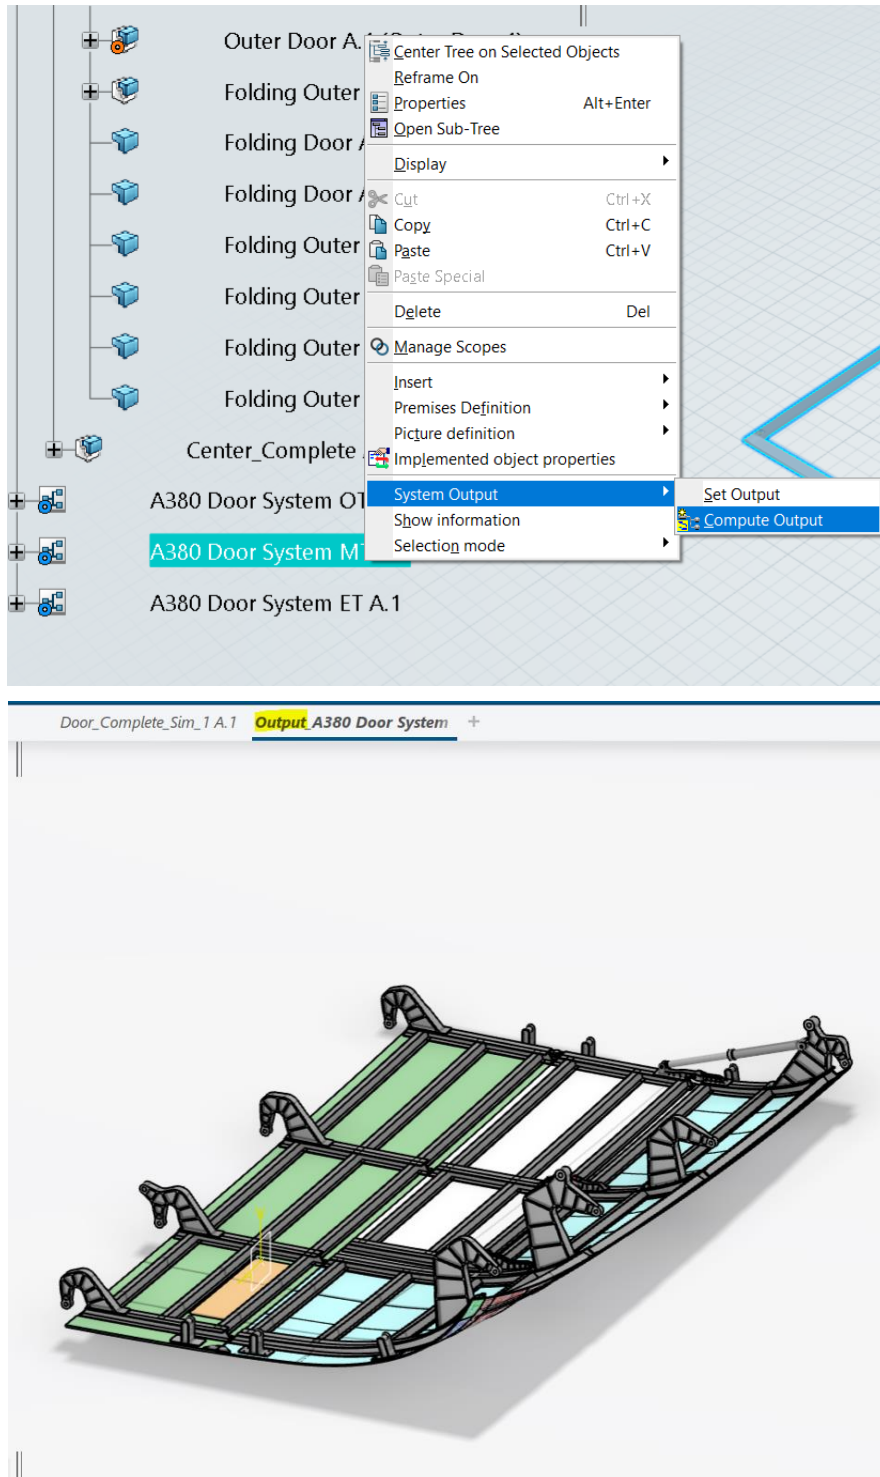 Outer Door A.
Center Tree on Selected Objects
Reframe On
Folding Outer
Properties Alt+Enter
Open Sub-Tree
Folding Door
Display
Folding Door
Cut Ctrl+X
Copy Ctrl+C
Folding Outer
Paste Ctrl+V
Paste Special
Folding Outer
Delete Del
Folding Outer
Manage Scopes
Insert
Folding Outer
Premises Definition
Picture definition
Center_Complete
Implemented object properties
A380 Door System OT
System Output
Set Output
Show information
Compute Output
A380 Door System M
Selection mode
A380 Door System ET A.1
Door_Complete_Sim_1 A.1 Output_A380 Door System +